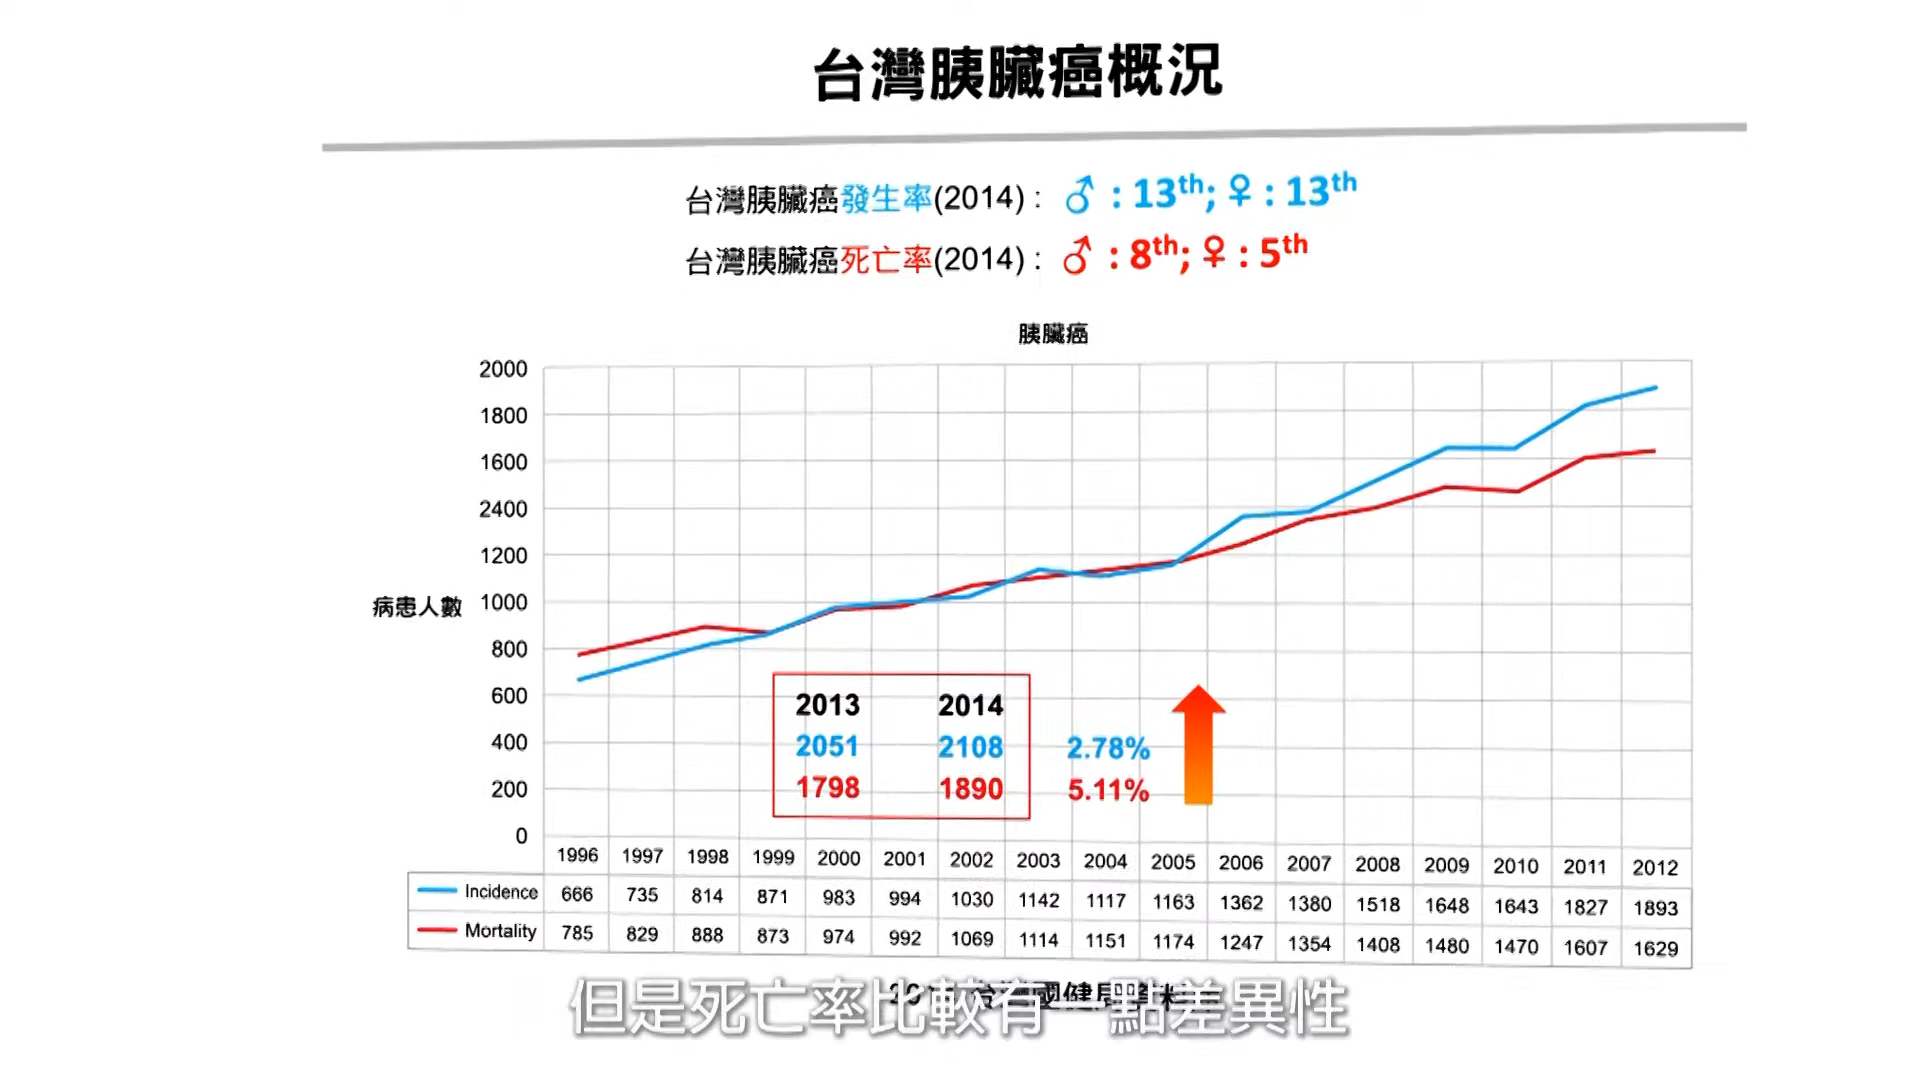 台灣胰臟癌概況
台灣胰臟癌發生率(2014) : ♂ : 13th; ♀ : 13th
台灣胰臟癌死亡率(2014) : ♂ : 8th; ♀ : 5th
胰臟癌
2000
1800
1600
2400
1200
病患人數 1000
800
600
400
200
0
2013 2014
2051 2108 2.78%
1798 1890 5.11%
1996 1997 1998 1999 2000 2001 2002 2003 2004 2005 2006 2007 2008 2009 2010 2011 2012
Incidence 666 735 814 871 983 994 1030 1142 1117 1163 1362 1380 1518 1648 1643 1827 1893
Mortality 785 829 888 873 974 992 1069 1114 1151 1174 1247 1354 1408 1480 1470 1607 1629
但是死亡率比較有一點差異性